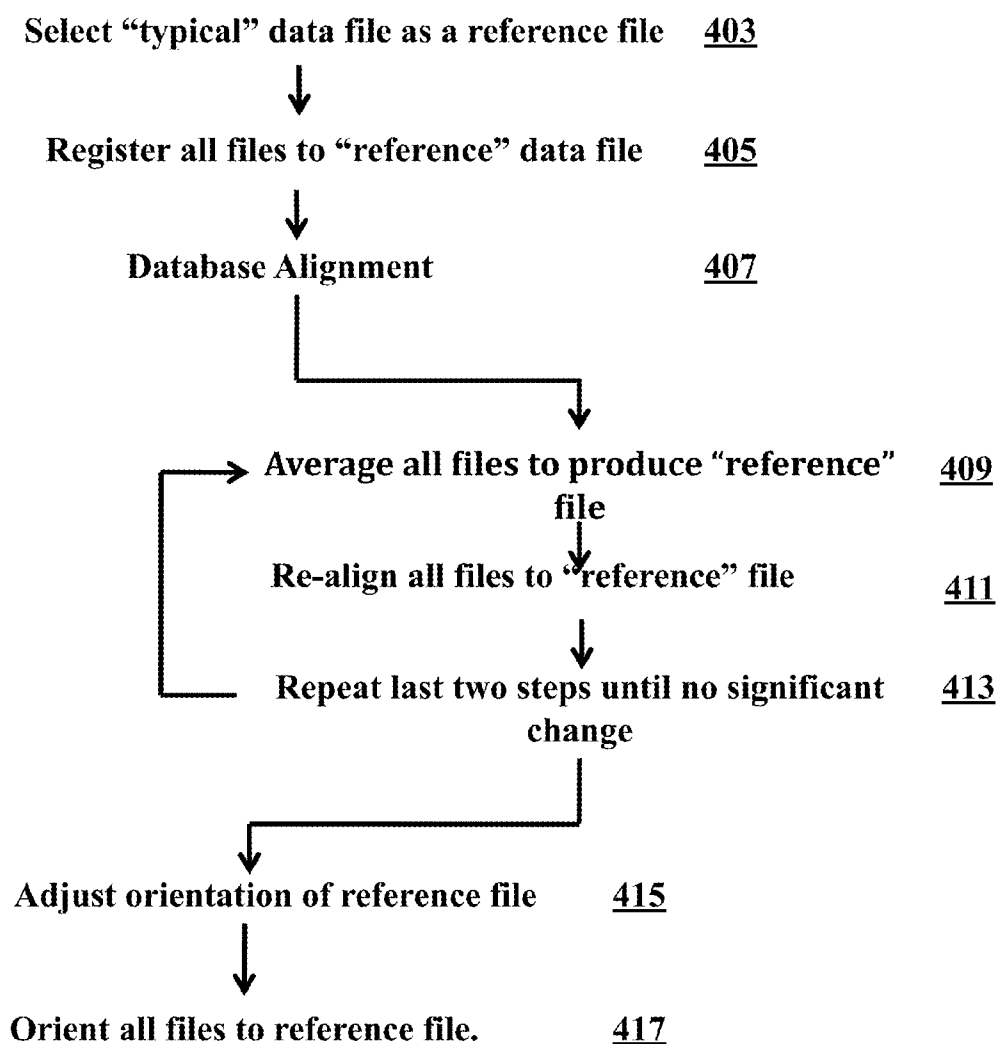 Select “typical” data file as a reference file 403
Register all files to “reference” data file 405
Database Alignment 407
Average all files to produce “reference” 409
file
Re-align all files to “reference” file 411
Repeat last two steps until no significant 413
change
Adjust orientation of reference file 415
Orient all files to reference file. 417